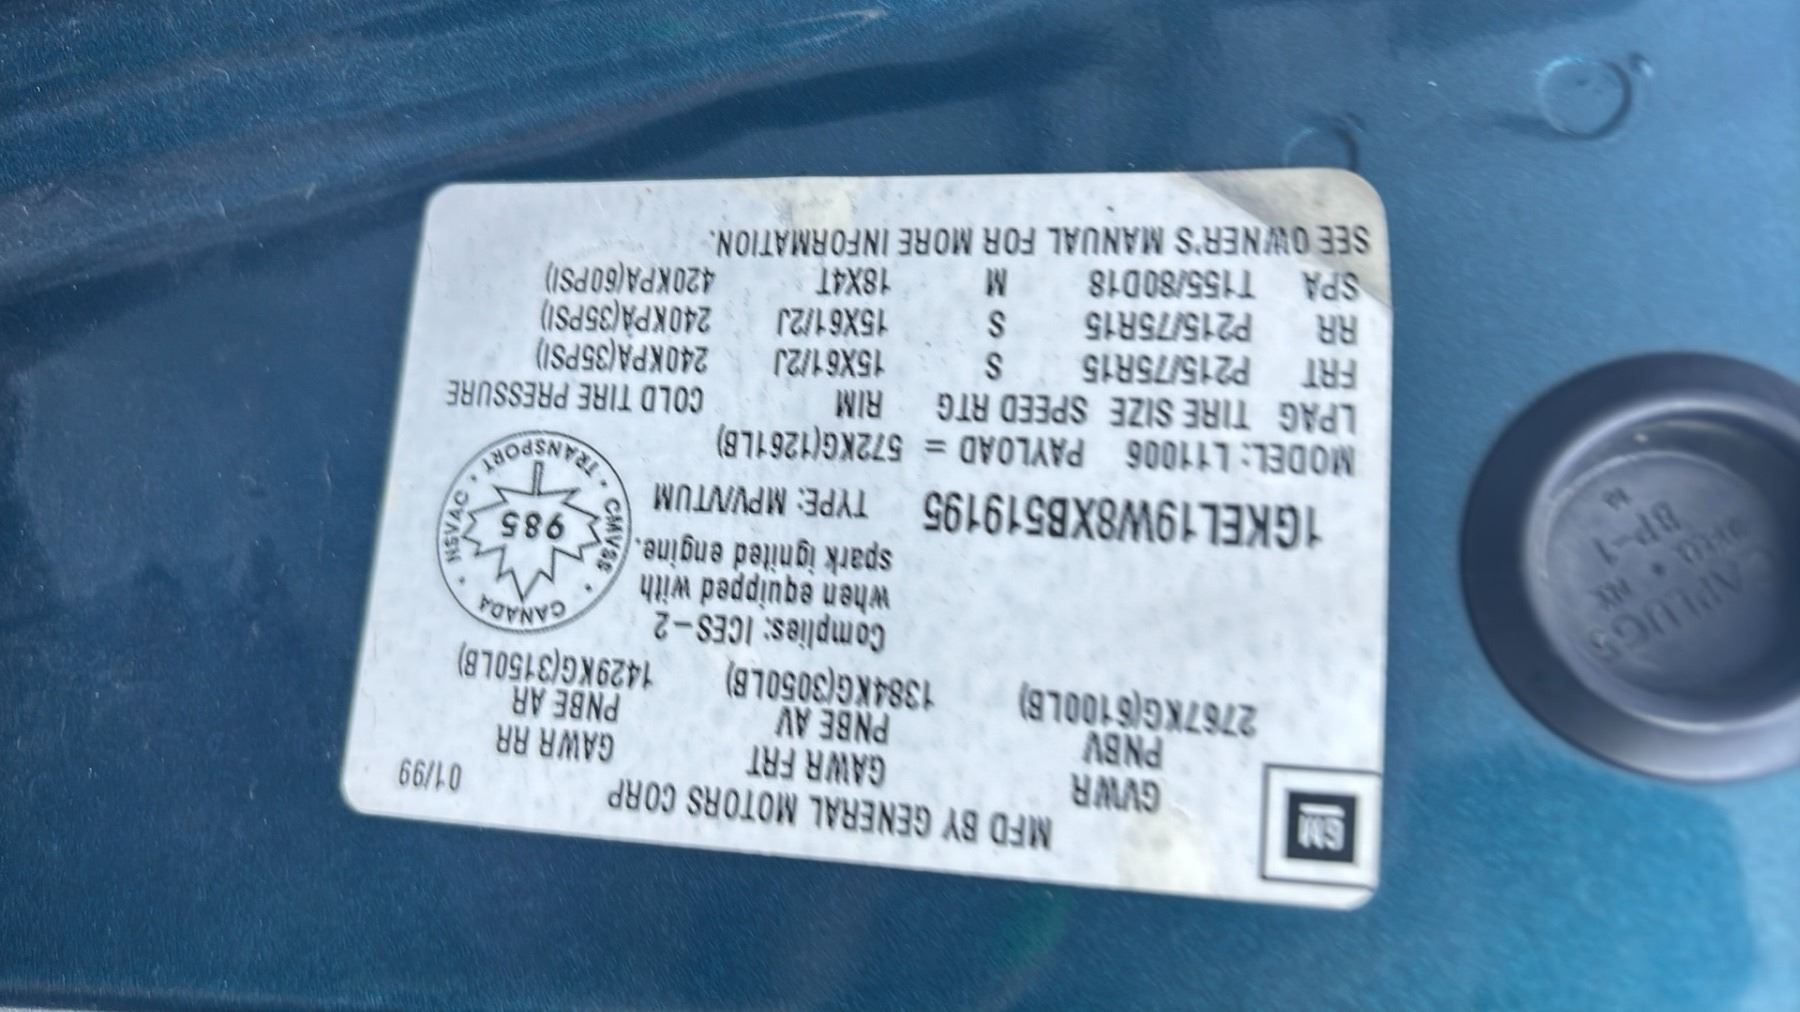 GM
MFD BY GENERAL MOTORS CORP 01/99
GVWR GAWR FRT GAWR RR
PNBV PNBE AV PNBE AR
2767KG(6100LB) 1384KG(3050LB) 1429KG(3150LB)
Complies: ICES-2
when equipped with
spark ignited engine.
CANADA • CMVSS • TRANSPORT • NSVAC •
985
1GKEL19W8XB519195 TYPE: MPV/VTUM
MODEL: L11006 PAYLOAD = 572KG(1261LB)
LPAG TIRE SIZE SPEED RTG RIM COLD TIRE PRESSURE
FRT P215/75R15 S 15X61/2J 240KPA(35PSI)
RR P215/75R15 S 15X61/2J 240KPA(35PSI)
SPA T155/80D18 M 18X4T 420KPA(60PSI)
SEE OWNER'S MANUAL FOR MORE INFORMATION.
BP-1